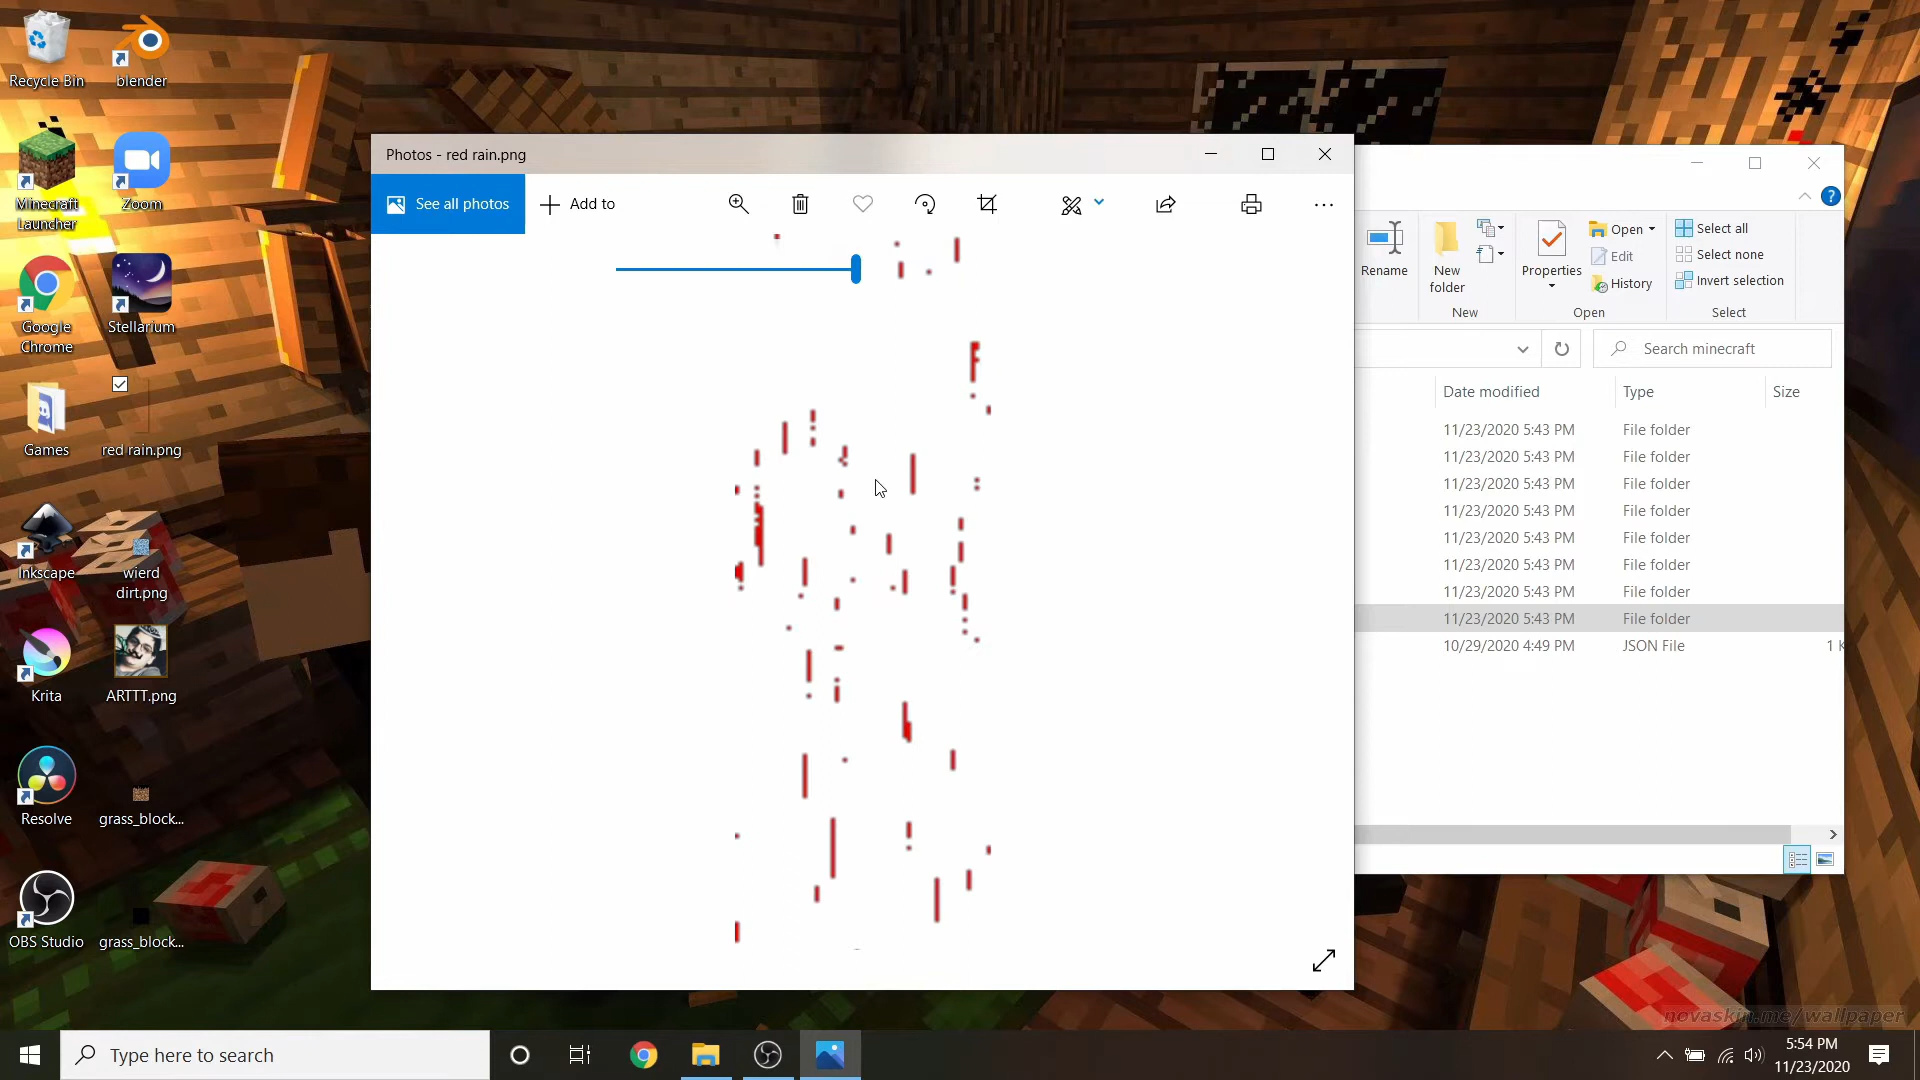 Recycle Bin
blender
Minecraft Launcher
Zoom
Google Chrome
Stellarium
Games
red rain.png
Inkscape
wierd dirt.png
Krita
ARTTT.png
Resolve
grass_block...
OBS Studio
grass_block...
Photos - red rain.png
See all photos
Add to
Rename
New folder
New
Properties
Open
Edit
History
Open
Select all
Select none
Invert selection
Select
Search minecraft
Date modified Type Size
11/23/2020 5:43 PM File folder
11/23/2020 5:43 PM File folder
11/23/2020 5:43 PM File folder
11/23/2020 5:43 PM File folder
11/23/2020 5:43 PM File folder
11/23/2020 5:43 PM File folder
11/23/2020 5:43 PM File folder
11/23/2020 5:43 PM File folder
10/29/2020 4:49 PM JSON File 1 K
novaskin.me/wallpaper
Type here to search
5:54 PM
11/23/2020